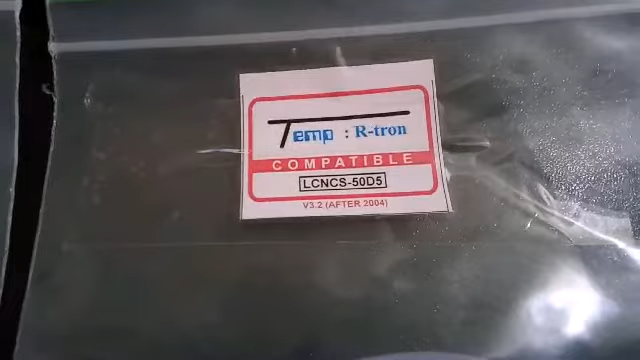 Temp : R-tron
COMPATIBLE
LCNCS-50D5
V3.2 (AFTER 2004)